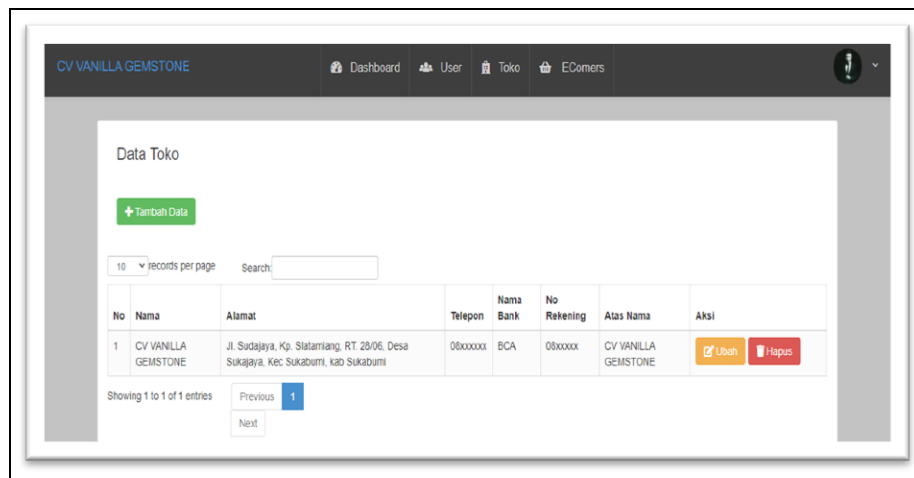 CV VANILLA GEMSTONE Dashboard User Toko EComers
Data Toko
Tambah Data
10 records per page Search:
No Nama Alamat Telepon Nama Bank No Rekening Atas Nama Aksi
1 CV VANILLA GEMSTONE Jl. Sudajaya, Kp. Slatamiang, RT. 28/06, Desa Sukajaya, Kec Sukabumi, kab Sukabumi 08xxxxxx BCA 08xxxxx CV VANILLA GEMSTONE Ubah Hapus
Showing 1 to 1 of 1 entries Previous 1
Next